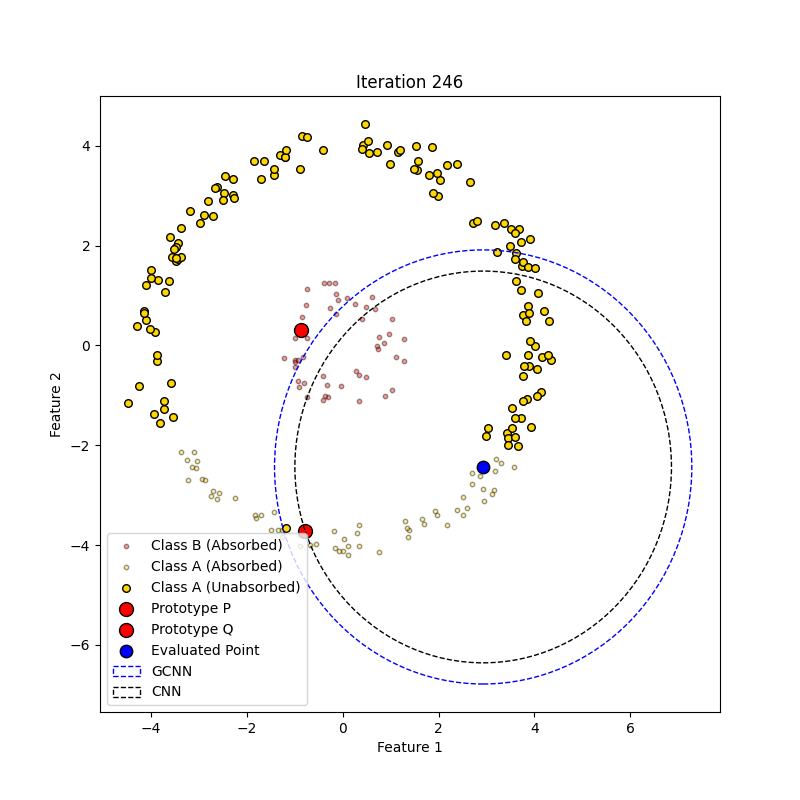 Iteration 246
4
2
0
−2
−4
−6
Feature 2
Class B (Absorbed)
Class A (Absorbed)
Class A (Unabsorbed)
Prototype P
Prototype Q
Evaluated Point
GCNN
CNN
−4
−2
0
2
4
6
Feature 1